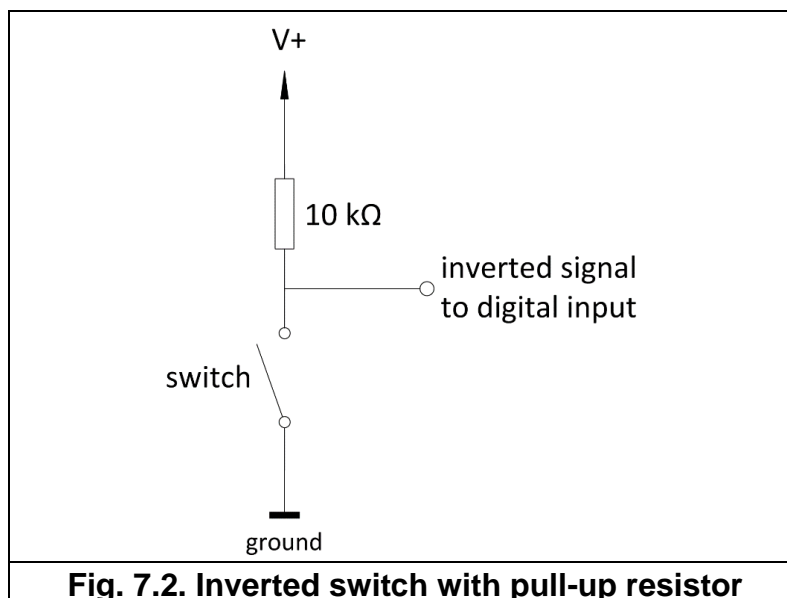 V+
10 kΩ
inverted signal
to digital input
switch
ground
Fig. 7.2. Inverted switch with pull-up resistor